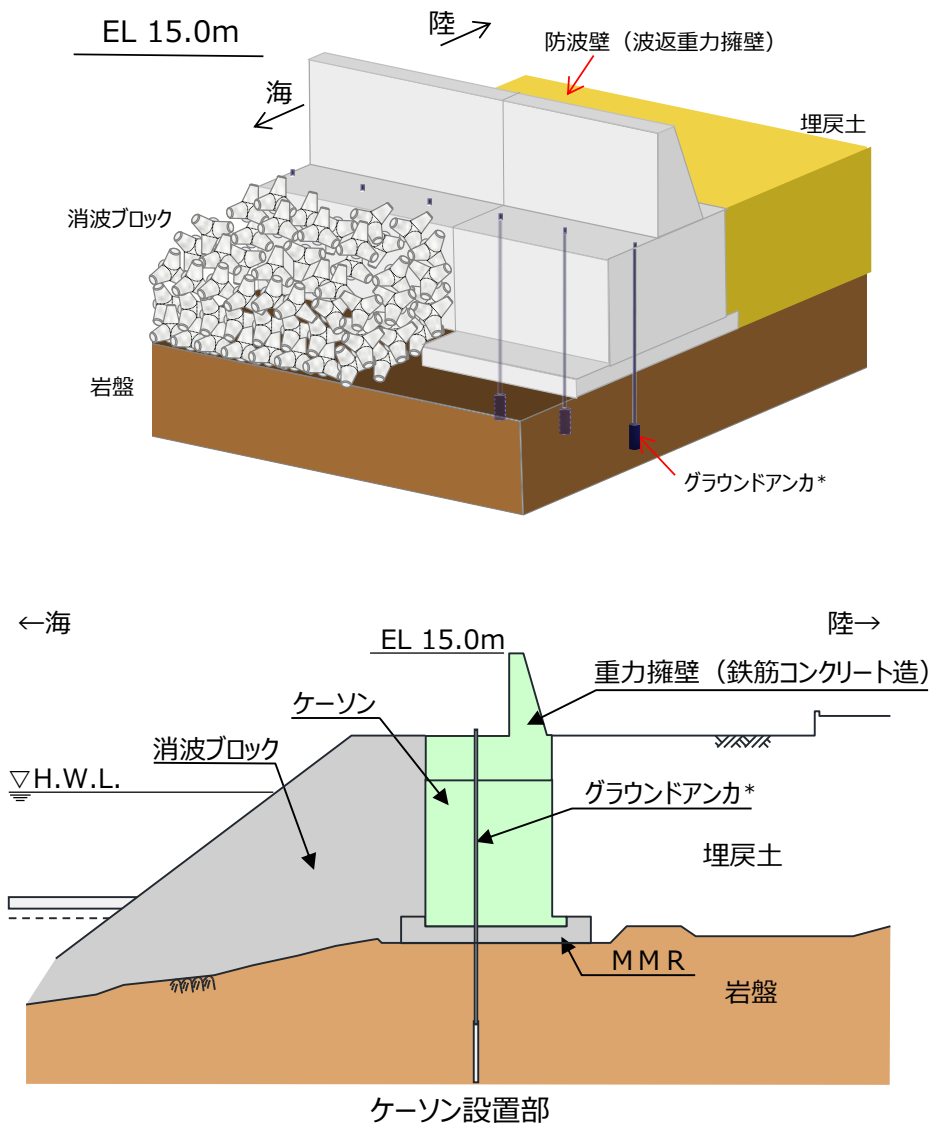 EL 15.0m
陸
防波壁（波返重力擁壁）
海
埋戻土
消波ブロック
岩盤
グラウンドアンカ*
←海
陸→
EL 15.0m
重力擁壁（鉄筋コンクリート造）
ケーソン
消波ブロック
▽H.W.L.
グラウンドアンカ*
埋戻土
ＭＭＲ
岩盤
ケーソン設置部